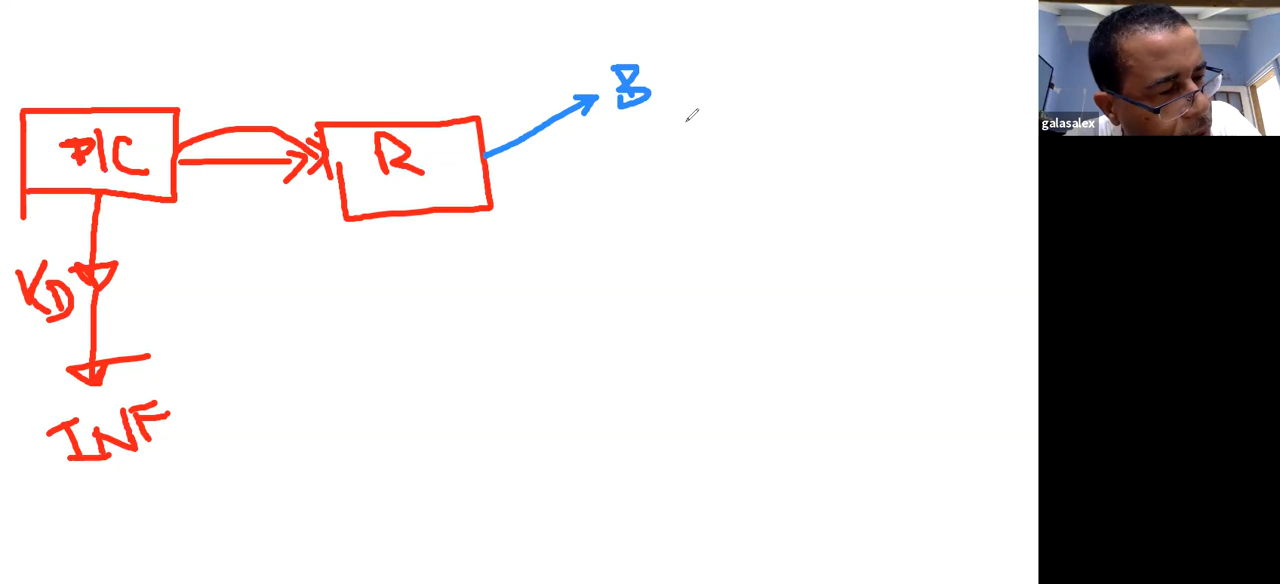 PIC
R
B
KD
INF
galasalex